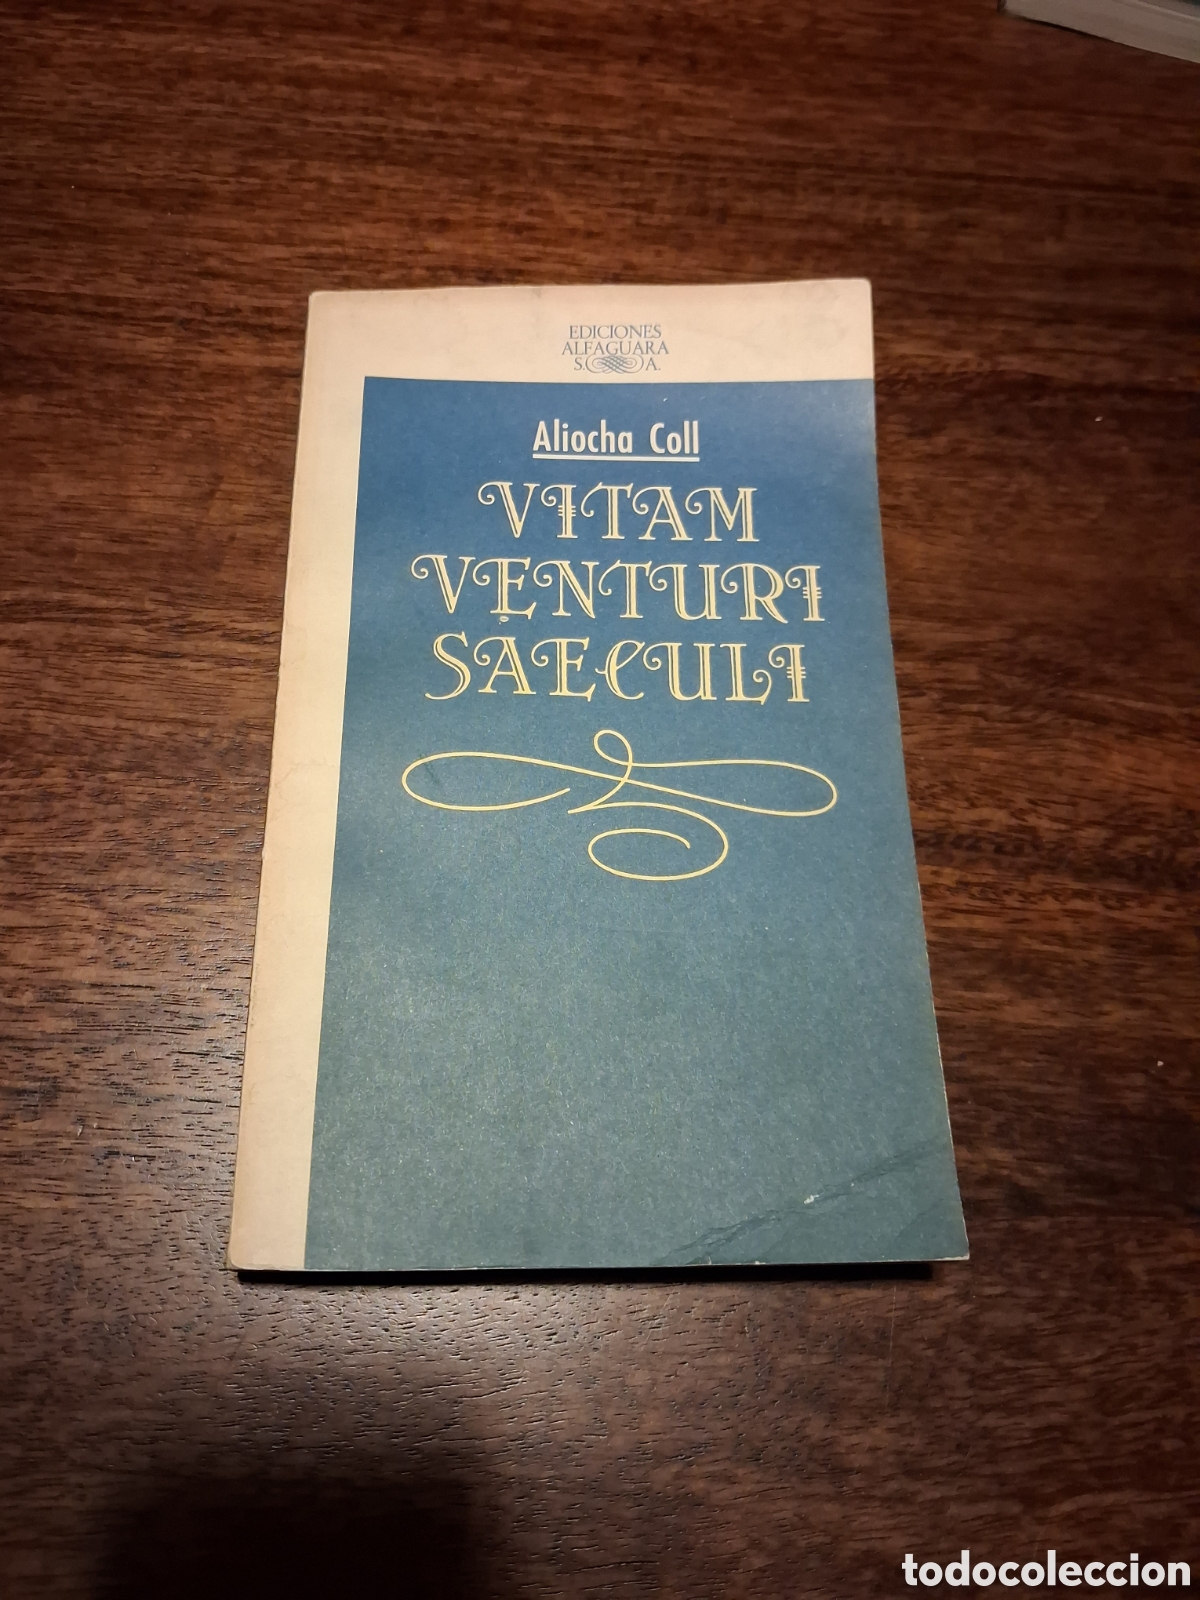 EDICIONES
ALFAGUARA
S. A.
Aliocha Coll
VITAM
VENTURI
SAECULI
todocoleccion